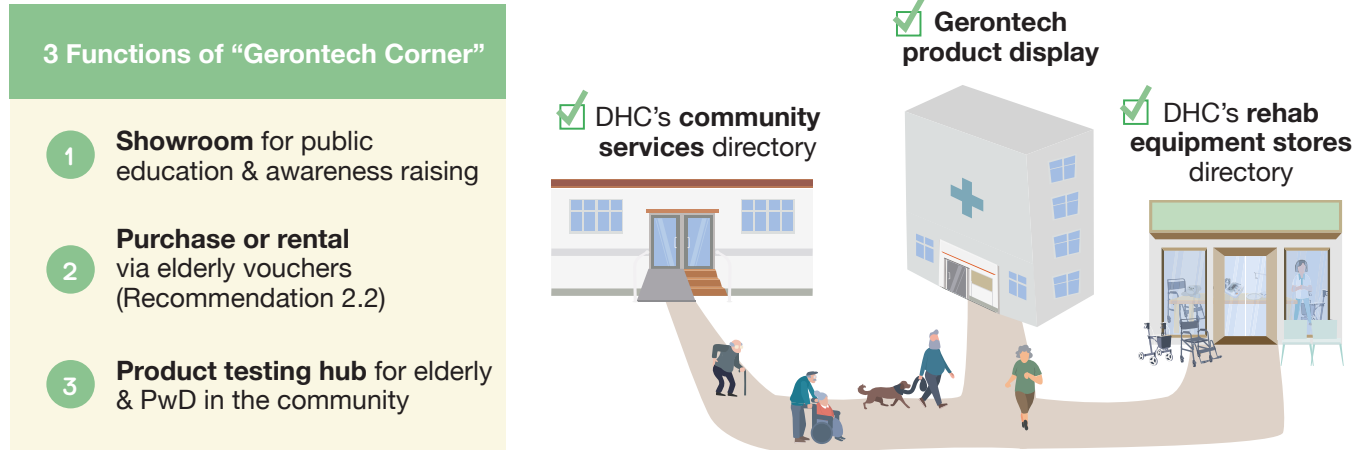 3 Functions of “Gerontech Corner”
1
Showroom for public
education & awareness raising
2
Purchase or rental
via elderly vouchers
(Recommendation 2.2)
3
Product testing hub for elderly
& PwD in the community
DHC’s community
services directory
Gerontech
product display
DHC’s rehab
equipment stores
directory